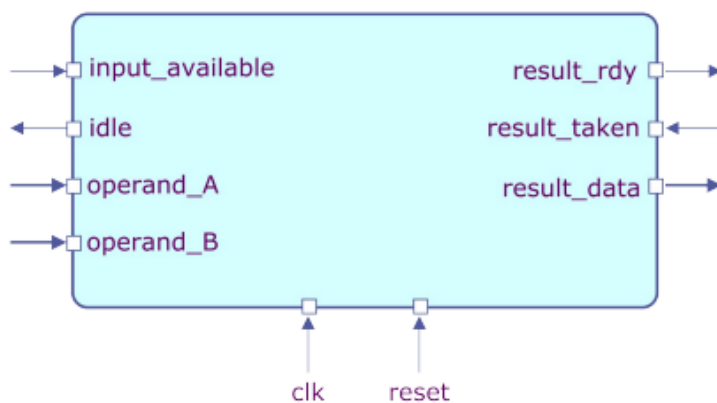 input_available
result_rdy
idle
result_taken
operand_A
result_data
operand_B
clk
reset